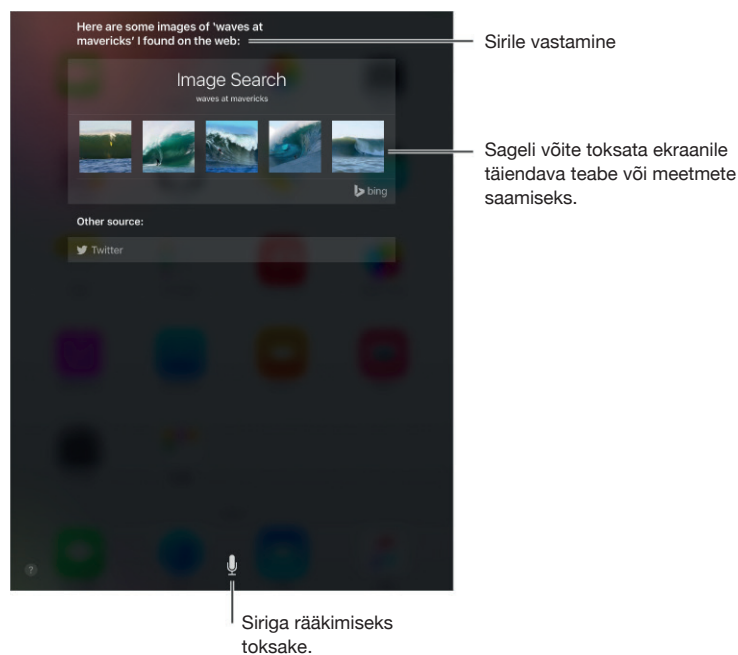 Here are some images of 'waves at
mavericks' I found on the web:
Sirile vastamine
Image Search
waves at mavericks
Sageli võite toksata ekraanile
täiendava teabe või meetmete
saamiseks.
bing
Other source:
Twitter
?
Siriga rääkimiseks
toksake.